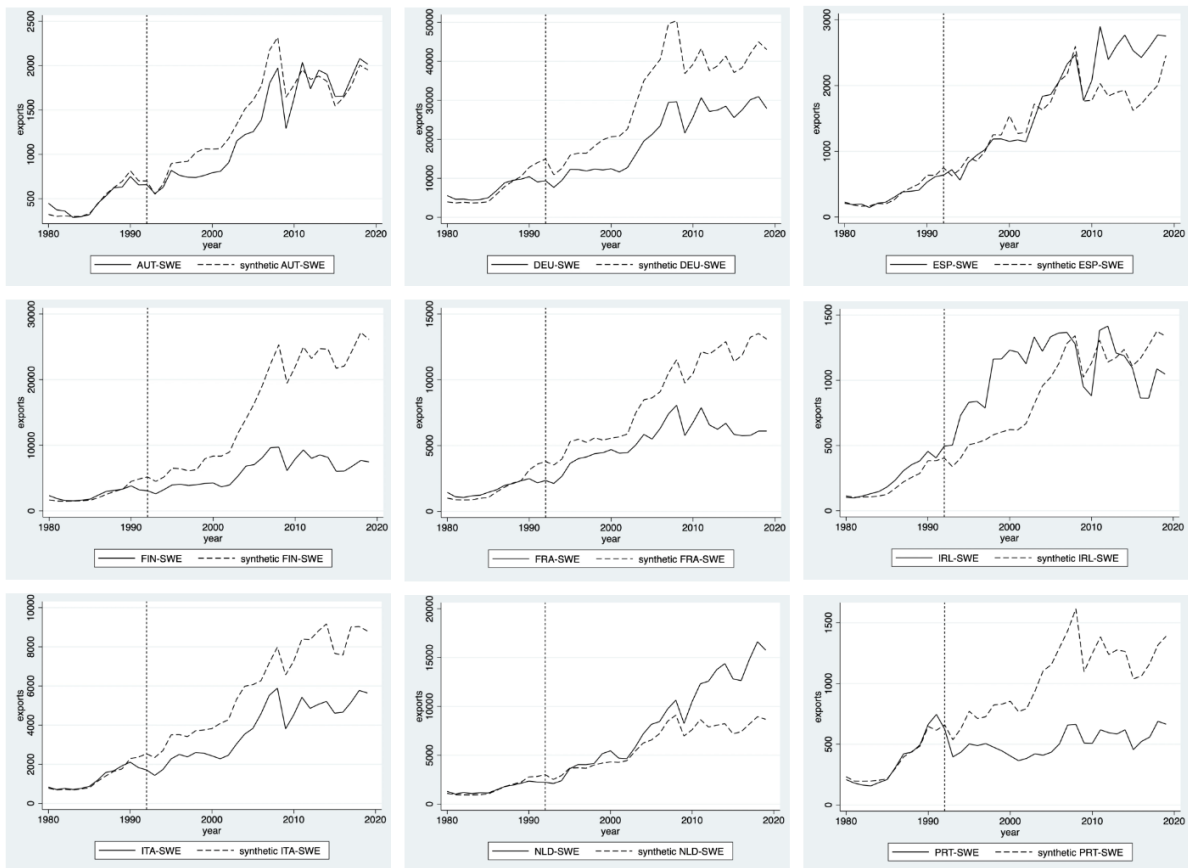 2500
2000
1500
1000
500
exports
1980 1990 2000 2010 2020
year
AUT-SWE synthetic AUT-SWE
50000
40000
30000
20000
10000
0
exports
1980 1990 2000 2010 2020
year
DEU-SWE synthetic DEU-SWE
3000
2000
1000
0
exports
1980 1990 2000 2010 2020
year
ESP-SWE synthetic ESP-SWE
30000
20000
10000
0
exports
1980 1990 2000 2010 2020
year
FIN-SWE synthetic FIN-SWE
15000
10000
5000
0
exports
1980 1990 2000 2010 2020
year
FRA-SWE synthetic FRA-SWE
1500
1000
500
0
exports
1980 1990 2000 2010 2020
year
IRL-SWE synthetic IRL-SWE
10000
8000
6000
4000
2000
0
exports
1980 1990 2000 2010 2020
year
ITA-SWE synthetic ITA-SWE
20000
15000
10000
5000
0
exports
1980 1990 2000 2010 2020
year
NLD-SWE synthetic NLD-SWE
1500
1000
500
0
exports
1980 1990 2000 2010 2020
year
PRT-SWE synthetic PRT-SWE